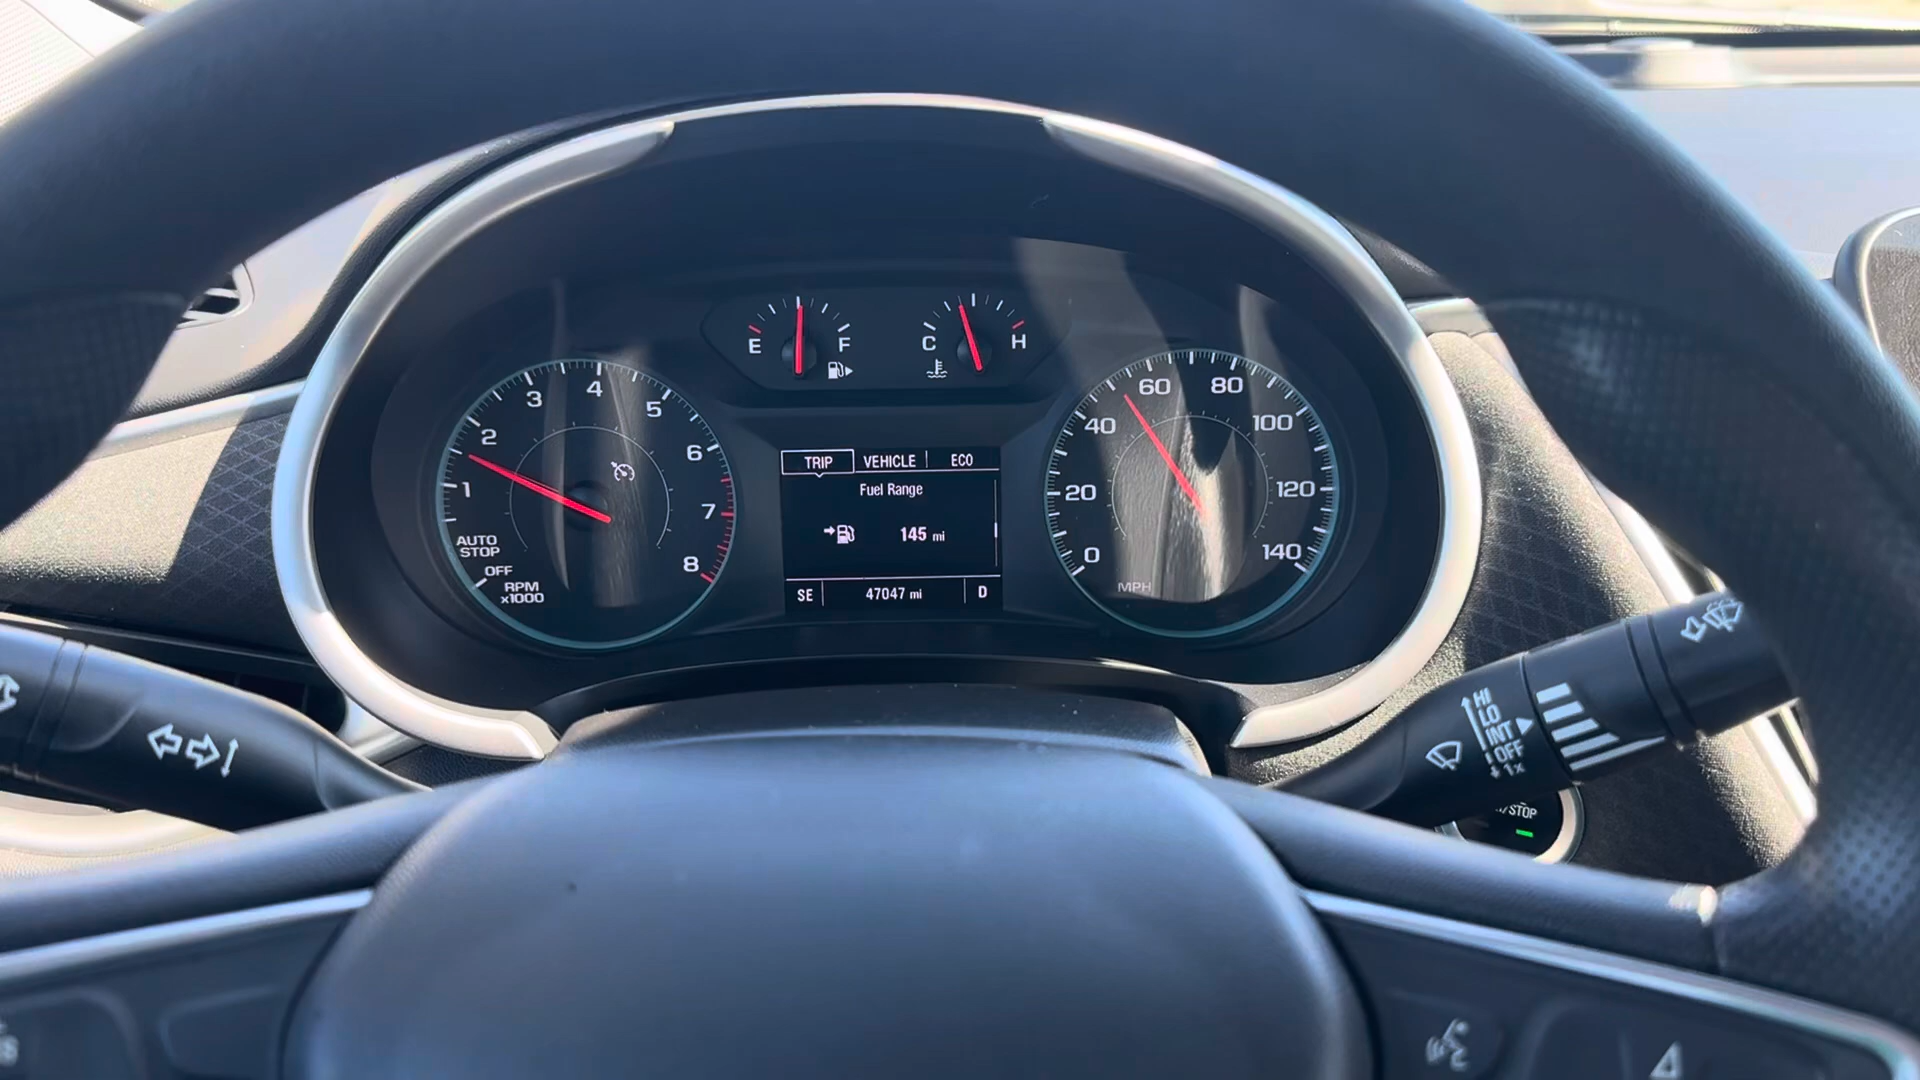 E F
C H
1 2 3 4 5 6 7 8
AUTO
STOP
OFF
RPM
x1000
TRIP VEHICLE ECO
Fuel Range
145 mi
SE 47047 mi D
0 20 40 60 80 100 120 140
MPH
HI
LO
INT
OFF
1x
/STOP